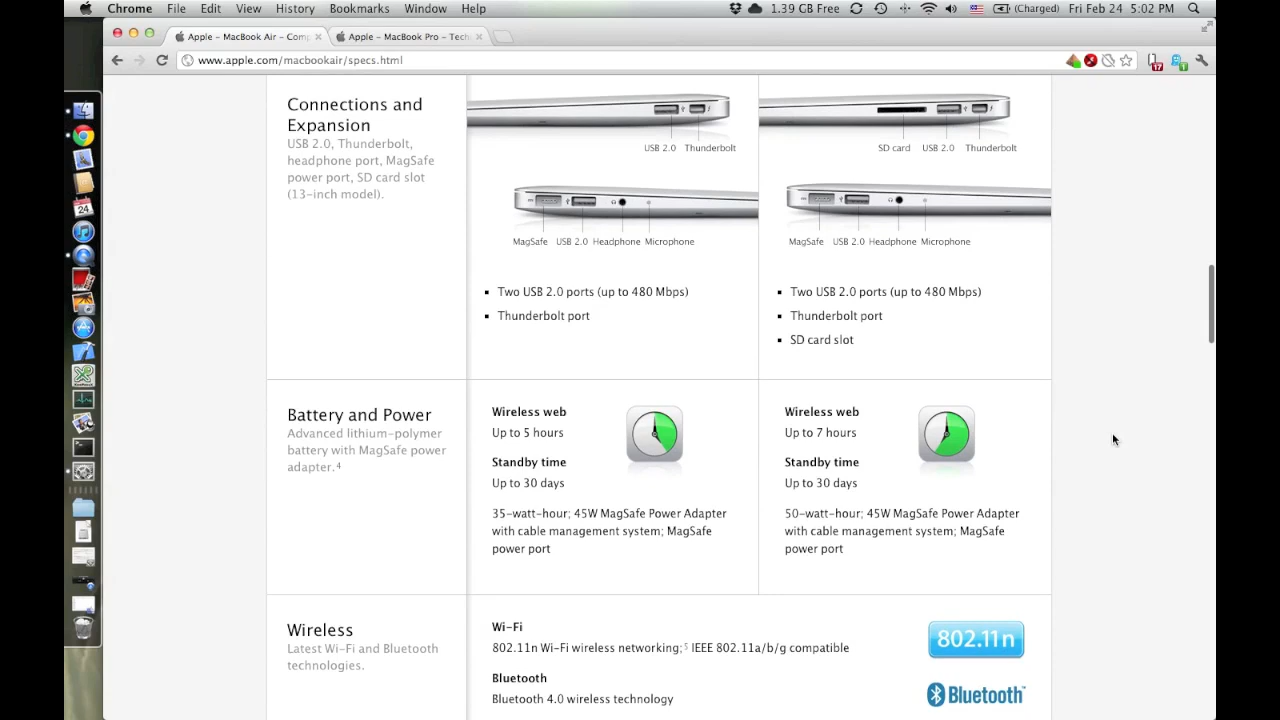 Chrome File Edit View History Bookmarks Window Help 1.39 GB Free (Charged) Fri Feb 24 5:02 PM
Apple – MacBook Air – Com Apple – MacBook Pro – Tech
www.apple.com/macbookair/specs.html
Connections and
Expansion
USB 2.0, Thunderbolt,
headphone port, MagSafe
power port, SD card slot
(13-inch model).
USB 2.0 Thunderbolt
MagSafe USB 2.0 Headphone Microphone
Two USB 2.0 ports (up to 480 Mbps)
Thunderbolt port
SD card USB 2.0 Thunderbolt
MagSafe USB 2.0 Headphone Microphone
Two USB 2.0 ports (up to 480 Mbps)
Thunderbolt port
SD card slot
Battery and Power
Advanced lithium-polymer
battery with MagSafe power
adapter.4
Wireless web
Up to 5 hours
Standby time
Up to 30 days
35-watt-hour; 45W MagSafe Power Adapter
with cable management system; MagSafe
power port
Wireless web
Up to 7 hours
Standby time
Up to 30 days
50-watt-hour; 45W MagSafe Power Adapter
with cable management system; MagSafe
power port
Wireless
Latest Wi-Fi and Bluetooth
technologies.
Wi-Fi
802.11n Wi-Fi wireless networking;5 IEEE 802.11a/b/g compatible
Bluetooth
Bluetooth 4.0 wireless technology
802.11n
Bluetooth
24
17
1